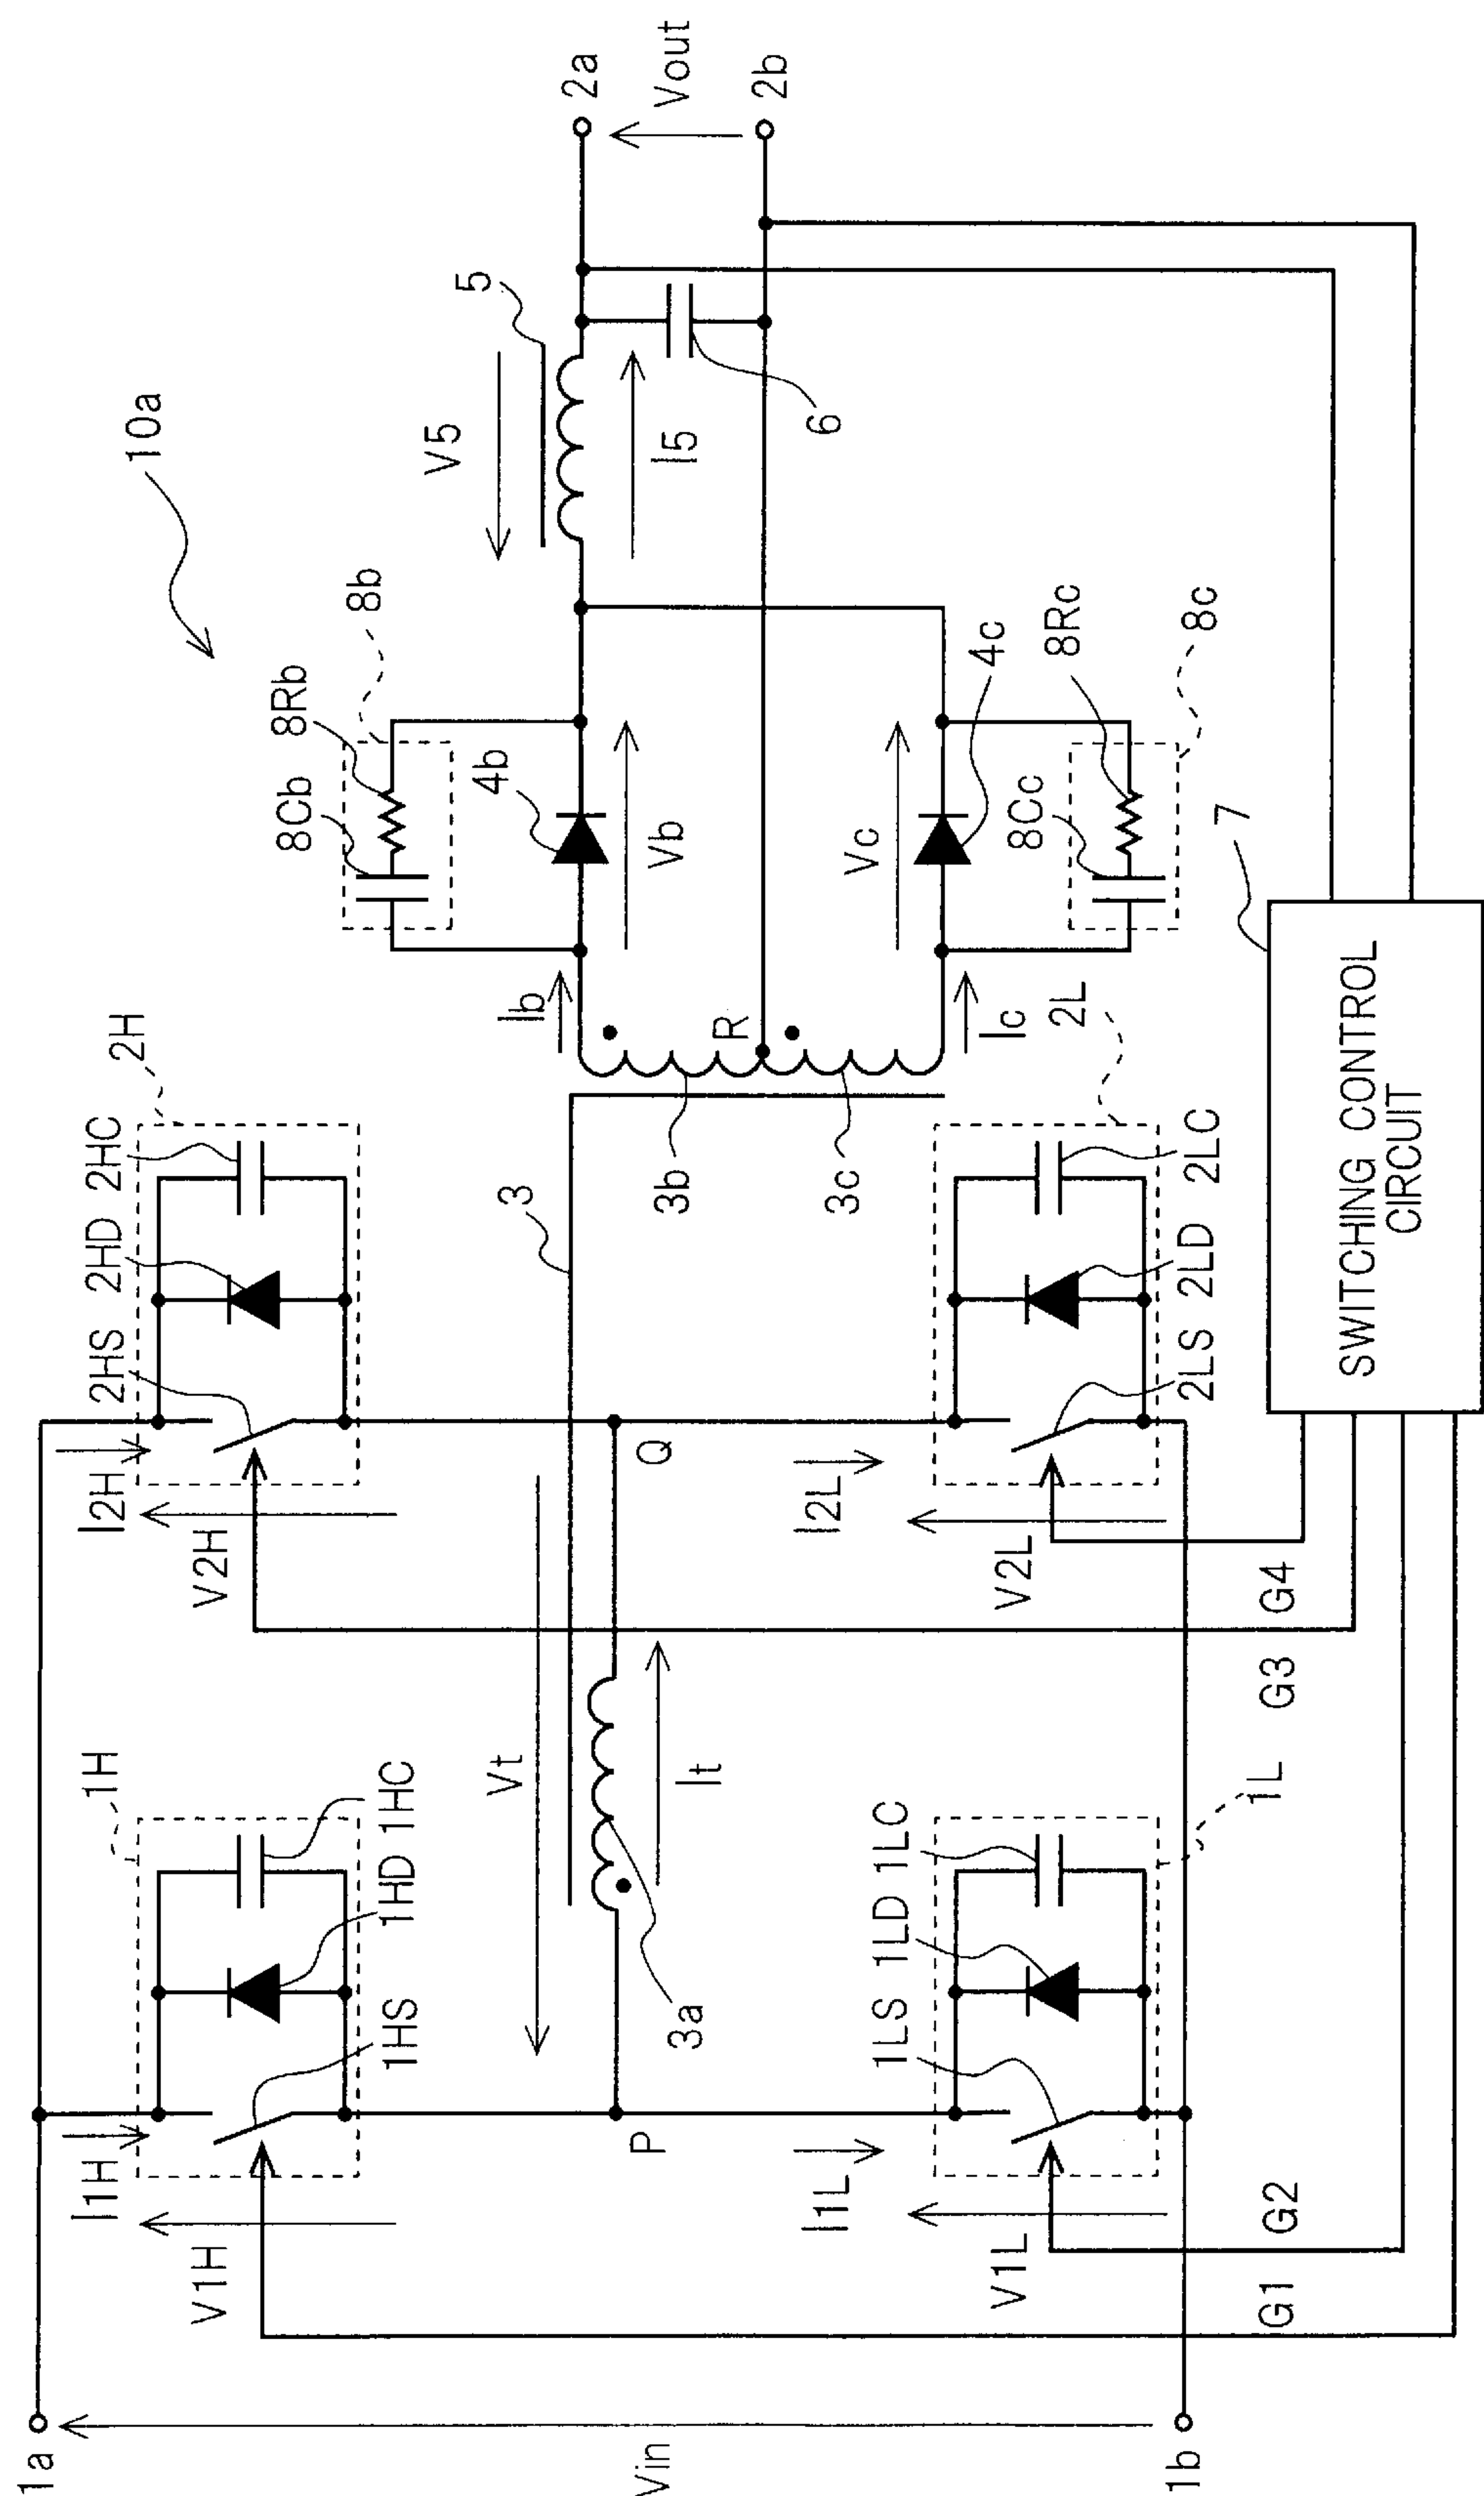 10a
1a
Vin
1b
I1H
V1H
1H
1HS
1HD
1HC
P
I1L
V1L
1LS
1LD
1LC
1L
G1
G2
Vt
It
3a
3
I2H
V2H
2HS
2HD
2HC
2H
Q
I2L
V2L
2LS
2LD
2LC
2L
G3
G4
3b
3c
R
Ib
Ic
8Cb
8Rb
8b
4b
Vb
Vc
4c
8Cc
8Rc
8c
V5
5
I5
6
2a
Vout
2b
7
SWITCHING CONTROL
CIRCUIT